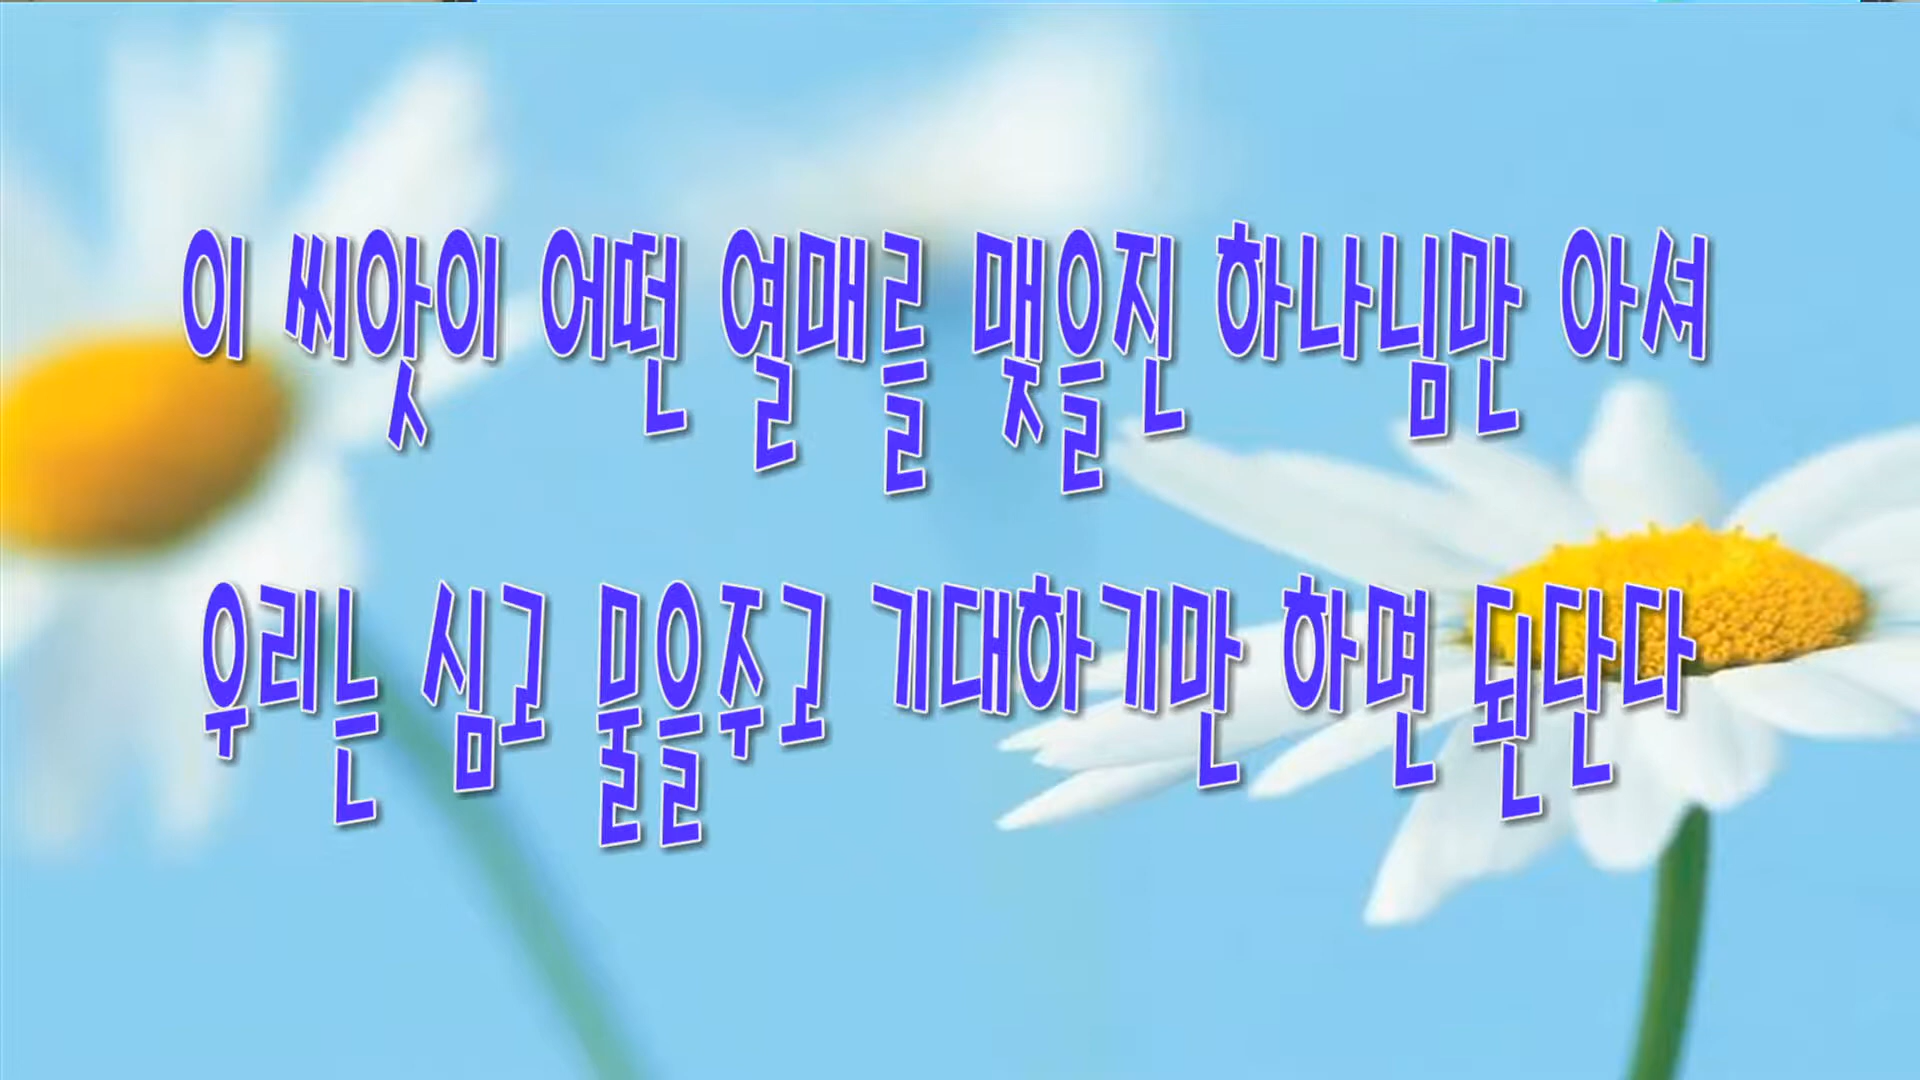 이 씨앗이 어떤 열매를 맺을진 하나님만 아셔
우리는 심고 물을주고 기대하기만 하면 된단다